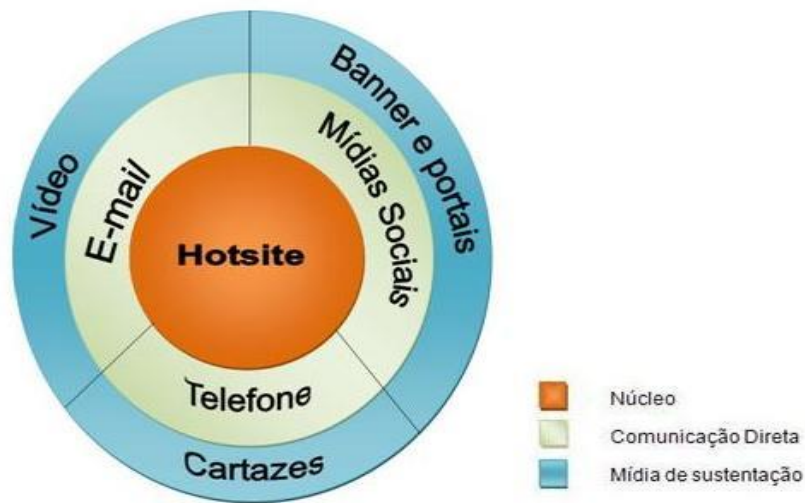 Banner e portais
Vídeo
E-mail
Mídias Sociais
Hotsite
Telefone
Cartazes
Núcleo
Comunicação Direta
Mídia de sustentação